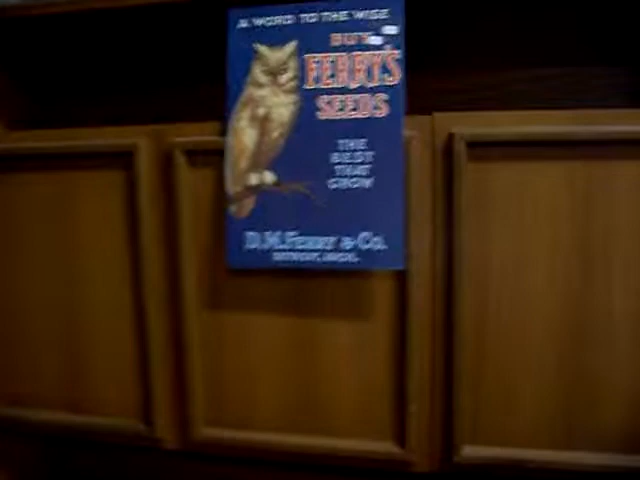 A WORD TO THE WISE
BUY
FERRY'S
SEEDS
THE
BEST
THAT
GROW
D.M. FERRY & CO.
DETROIT, MICH.